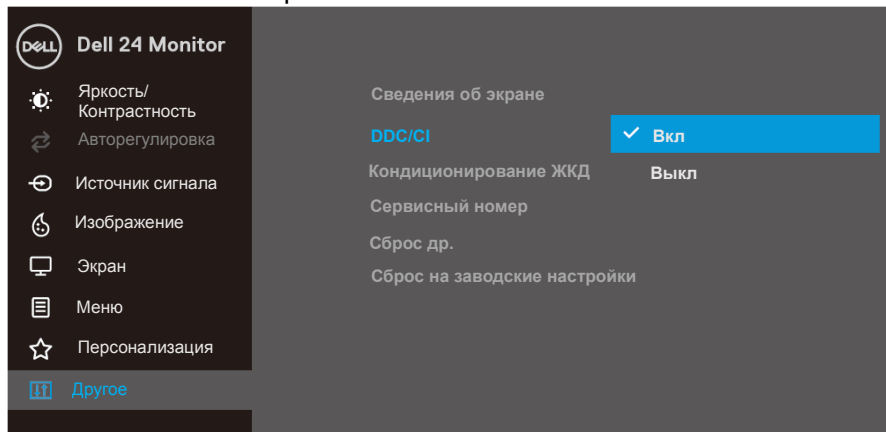 DELL
Dell 24 Monitor
Яркость/
Контрастность
Авторегулировка
Источник сигнала
Изображение
Экран
Меню
Персонализация
Другое
Сведения об экране
DDC/CI
Вкл
Выкл
Кондиционирование ЖКД
Сервисный номер
Сброс др.
Сброс на заводские настройки